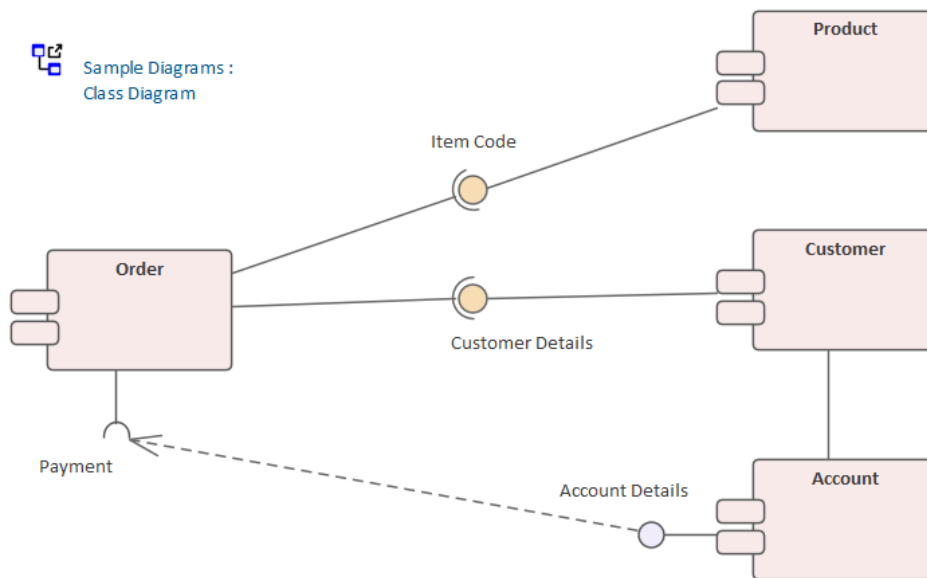 Product
Sample Diagrams :
Class Diagram
Item Code
Customer
Order
Customer Details
Payment
Account Details
Account